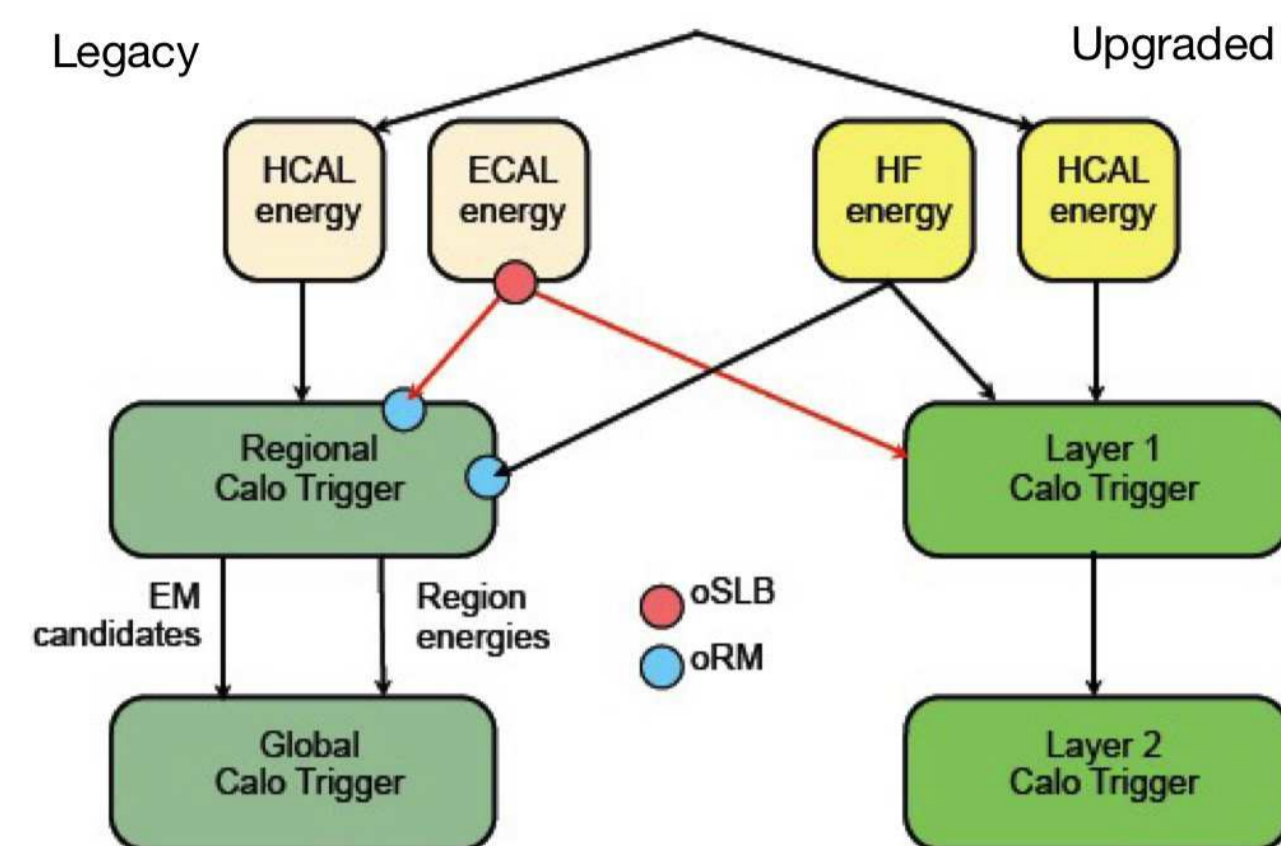 Legacy
Upgraded
HCAL
energy
ECAL
energy
HF
energy
HCAL
energy
Regional
Calo Trigger
Layer 1
Calo Trigger
EM
candidates
Region
energies
oSLB
oRM
Global
Calo Trigger
Layer 2
Calo Trigger